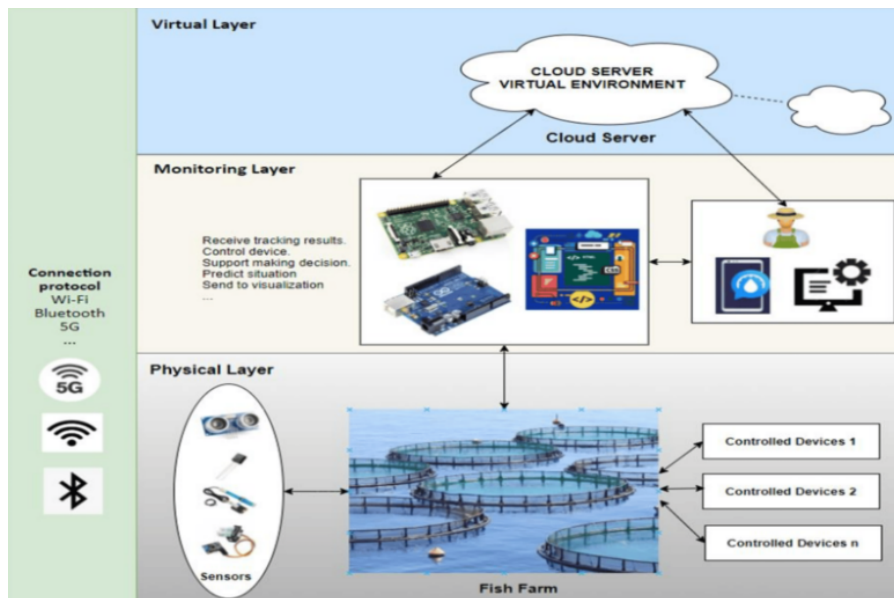 Virtual Layer
CLOUD SERVER
VIRTUAL ENVIRONMENT
Cloud Server
Monitoring Layer
Receive tracking results.
Control device.
Support making decision.
Predict situation
Send to visualization
...
Connection
protocol
Wi-Fi
Bluetooth
5G
...
5G
Physical Layer
Sensors
Fish Farm
Controlled Devices 1
Controlled Devices 2
Controlled Devices n